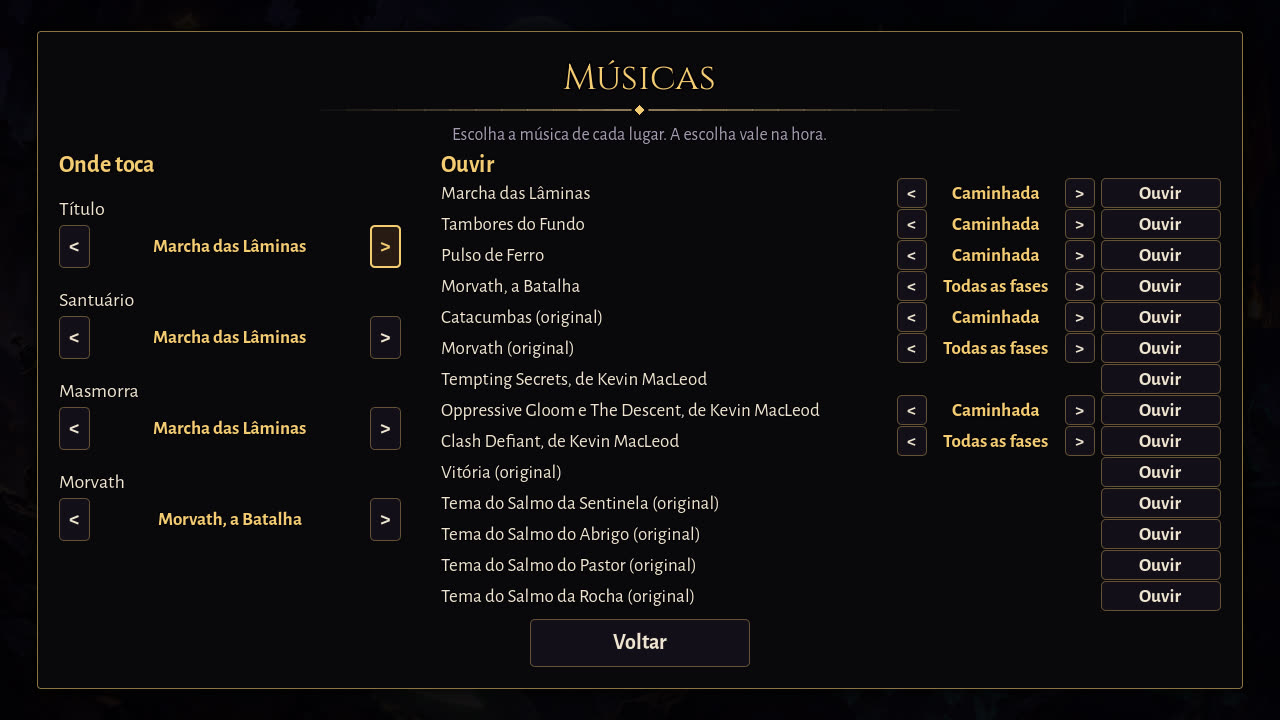 Músicas
Escolha a música de cada lugar. A escolha vale na hora.
Onde toca
Título
< Marcha das Lâminas >
Santuário
< Marcha das Lâminas >
Masmorra
< Marcha das Lâminas >
Morvath
< Morvath, a Batalha >
Ouvir
Marcha das Lâminas < Caminhada > Ouvir
Tambores do Fundo < Caminhada > Ouvir
Pulso de Ferro < Caminhada > Ouvir
Morvath, a Batalha < Todas as fases > Ouvir
Catacumbas (original) < Caminhada > Ouvir
Morvath (original) < Todas as fases > Ouvir
Tempting Secrets, de Kevin MacLeod Ouvir
Oppressive Gloom e The Descent, de Kevin MacLeod < Caminhada > Ouvir
Clash Defiant, de Kevin MacLeod < Todas as fases > Ouvir
Vitória (original) Ouvir
Tema do Salmo da Sentinela (original) Ouvir
Tema do Salmo do Abrigo (original) Ouvir
Tema do Salmo do Pastor (original) Ouvir
Tema do Salmo da Rocha (original) Ouvir
Voltar